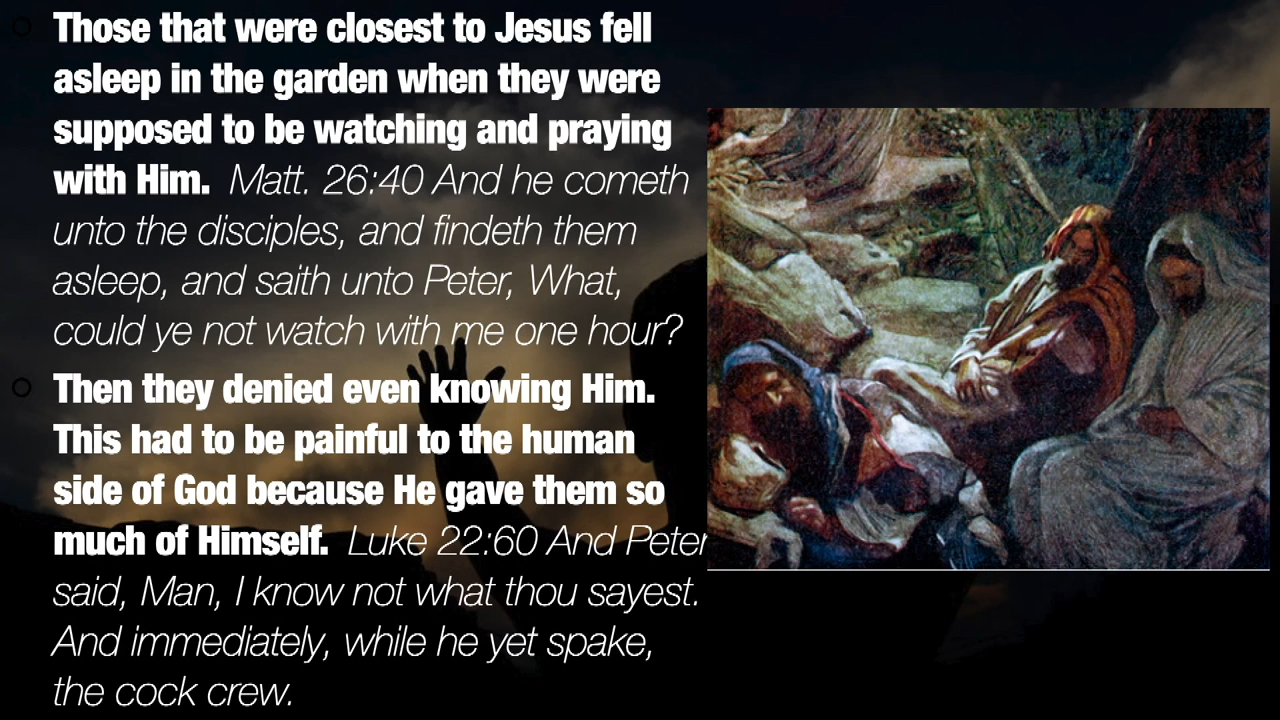 Those that were closest to Jesus fell
asleep in the garden when they were
supposed to be watching and praying
with Him. Matt. 26:40 And he cometh
unto the disciples, and findeth them
asleep, and saith unto Peter, What,
could ye not watch with me one hour?
Then they denied even knowing Him.
This had to be painful to the human
side of God because He gave them so
much of Himself. Luke 22:60 And Peter
said, Man, I know not what thou sayest.
And immediately, while he yet spake,
the cock crew.